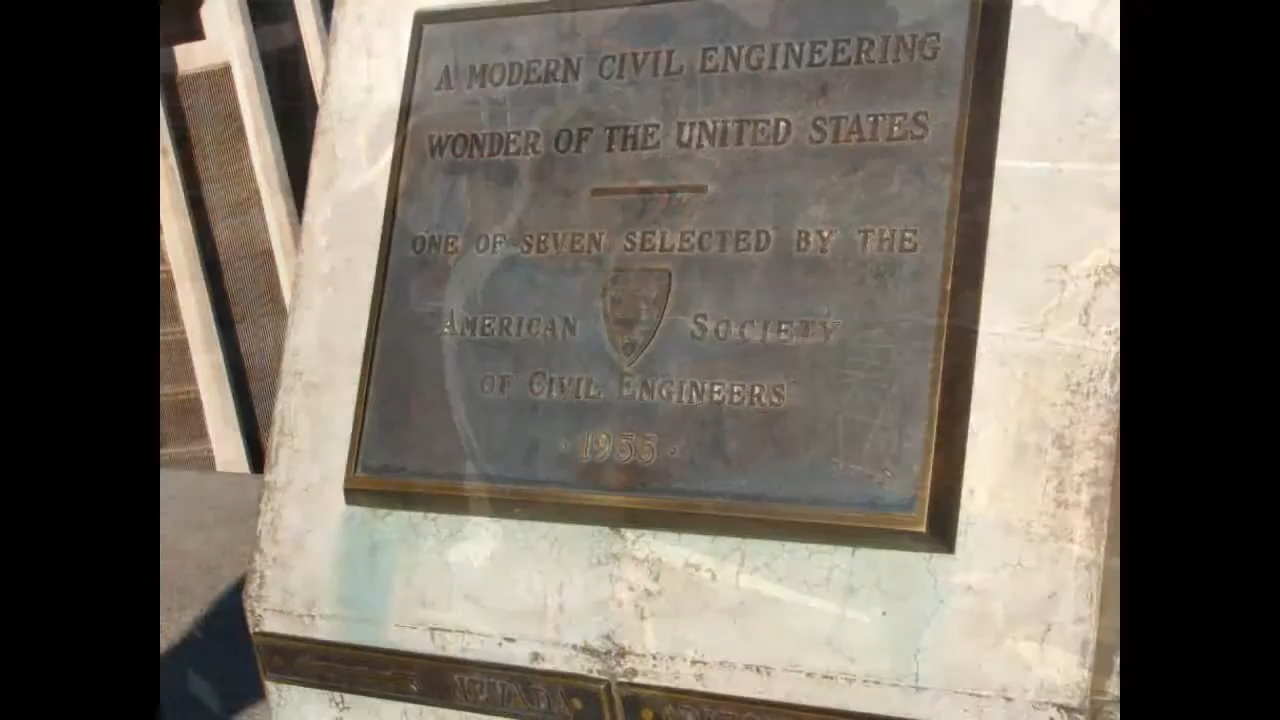 A MODERN CIVIL ENGINEERING
WONDER OF THE UNITED STATES
ONE OF SEVEN SELECTED BY THE
AMERICAN SOCIETY
OF CIVIL ENGINEERS
· 1955 ·
NEVADA